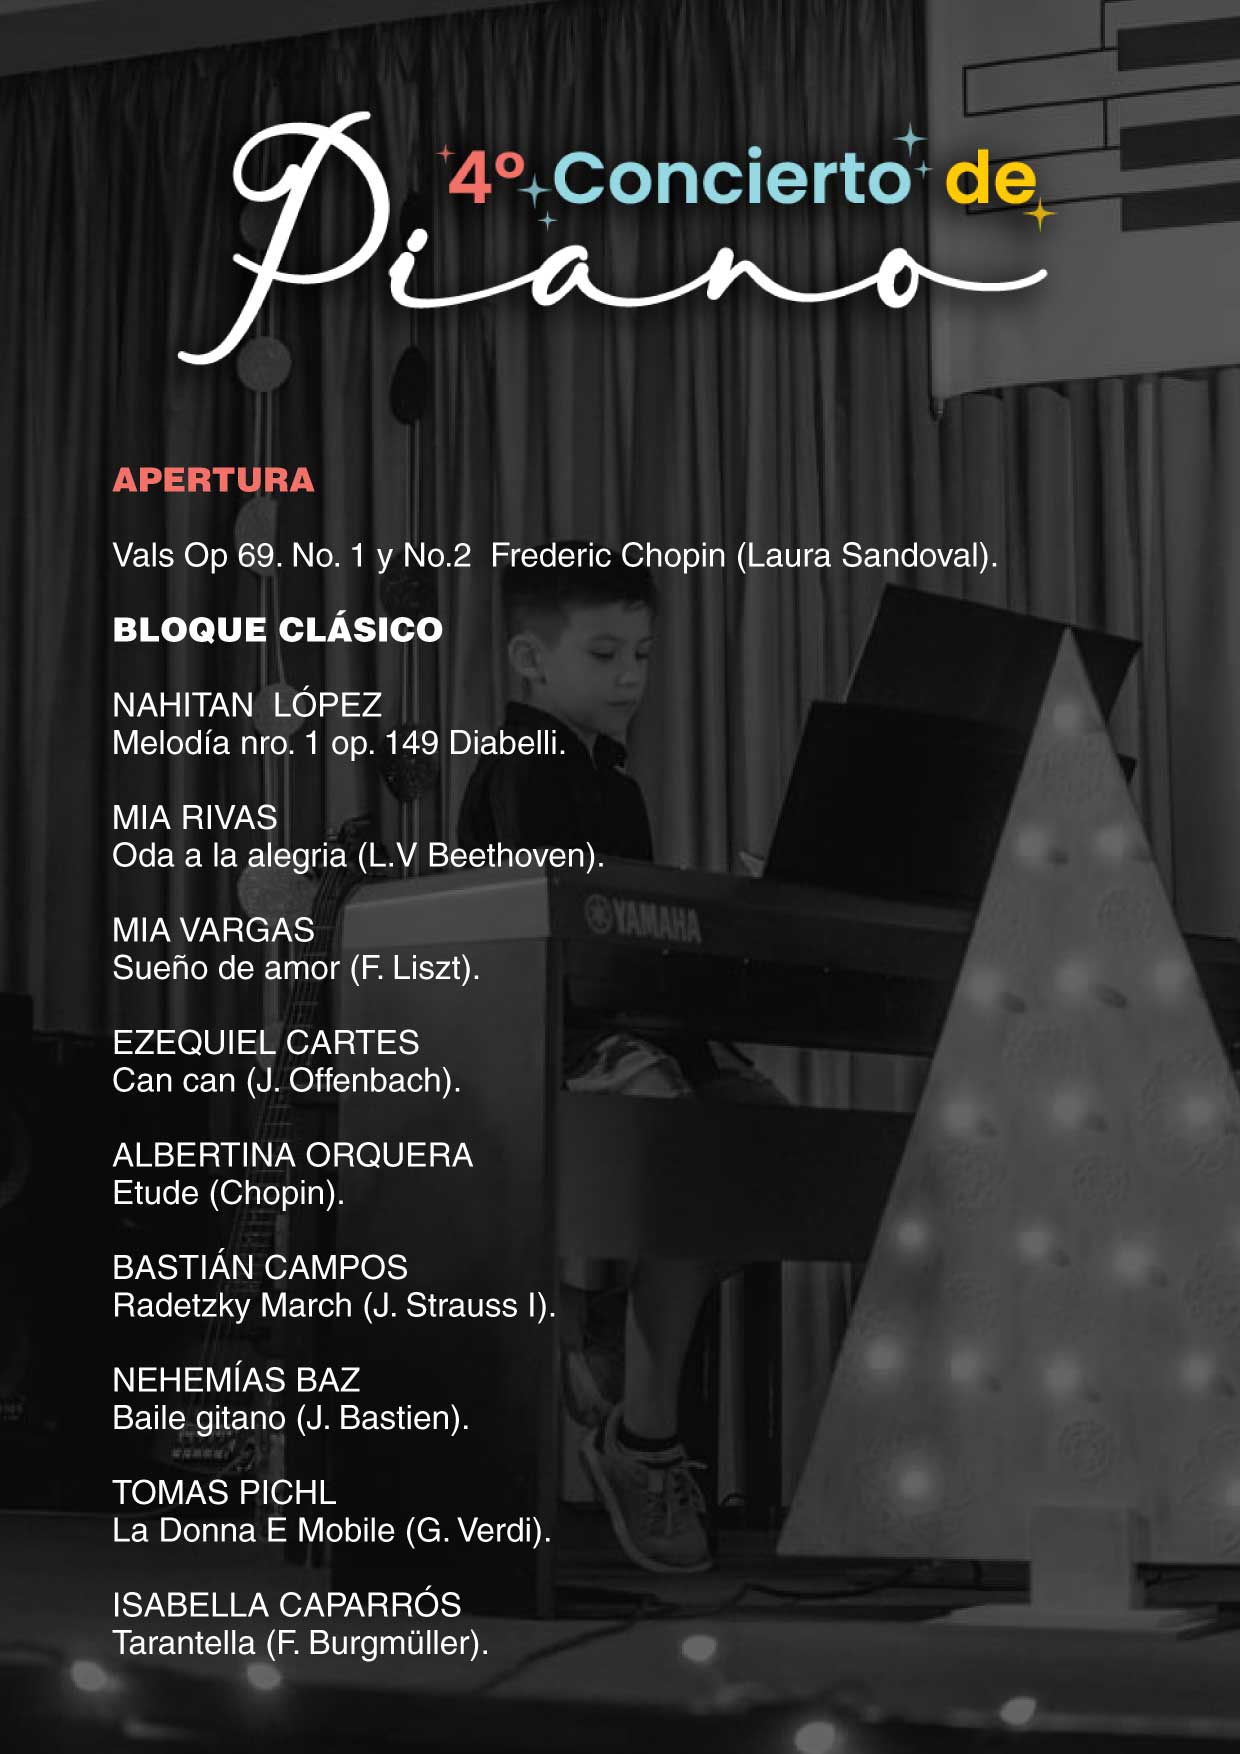 4º Concierto de
Piano
APERTURA
Vals Op 69. No. 1 y No.2  Frederic Chopin (Laura Sandoval).
BLOQUE CLÁSICO
NAHITAN  LÓPEZ
Melodía nro. 1 op. 149 Diabelli.
MIA RIVAS
Oda a la alegria (L.V Beethoven).
MIA VARGAS
Sueño de amor (F. Liszt).
EZEQUIEL CARTES
Can can (J. Offenbach).
ALBERTINA ORQUERA
Etude (Chopin).
BASTIÁN CAMPOS
Radetzky March (J. Strauss I).
NEHEMÍAS BAZ
Baile gitano (J. Bastien).
TOMAS PICHL
La Donna E Mobile (G. Verdi).
ISABELLA CAPARRÓS
Tarantella (F. Burgmüller).
YAMAHA